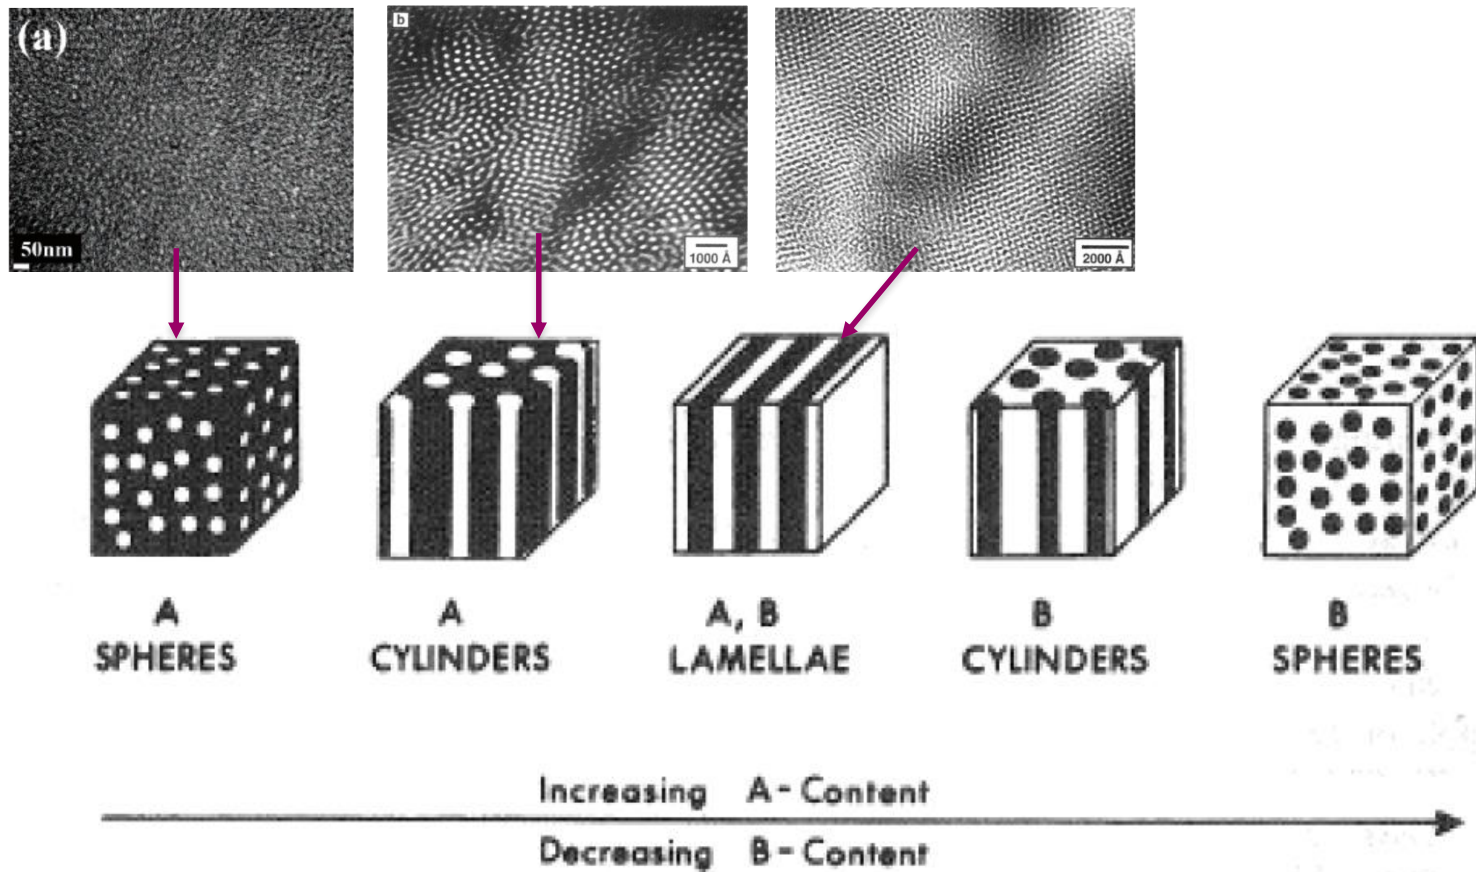 (a)
50nm
b
1000 Å
2000 Å
A
SPHERES
A
CYLINDERS
A, B
LAMELLAE
B
CYLINDERS
B
SPHERES
Increasing A-Content
Decreasing B-Content